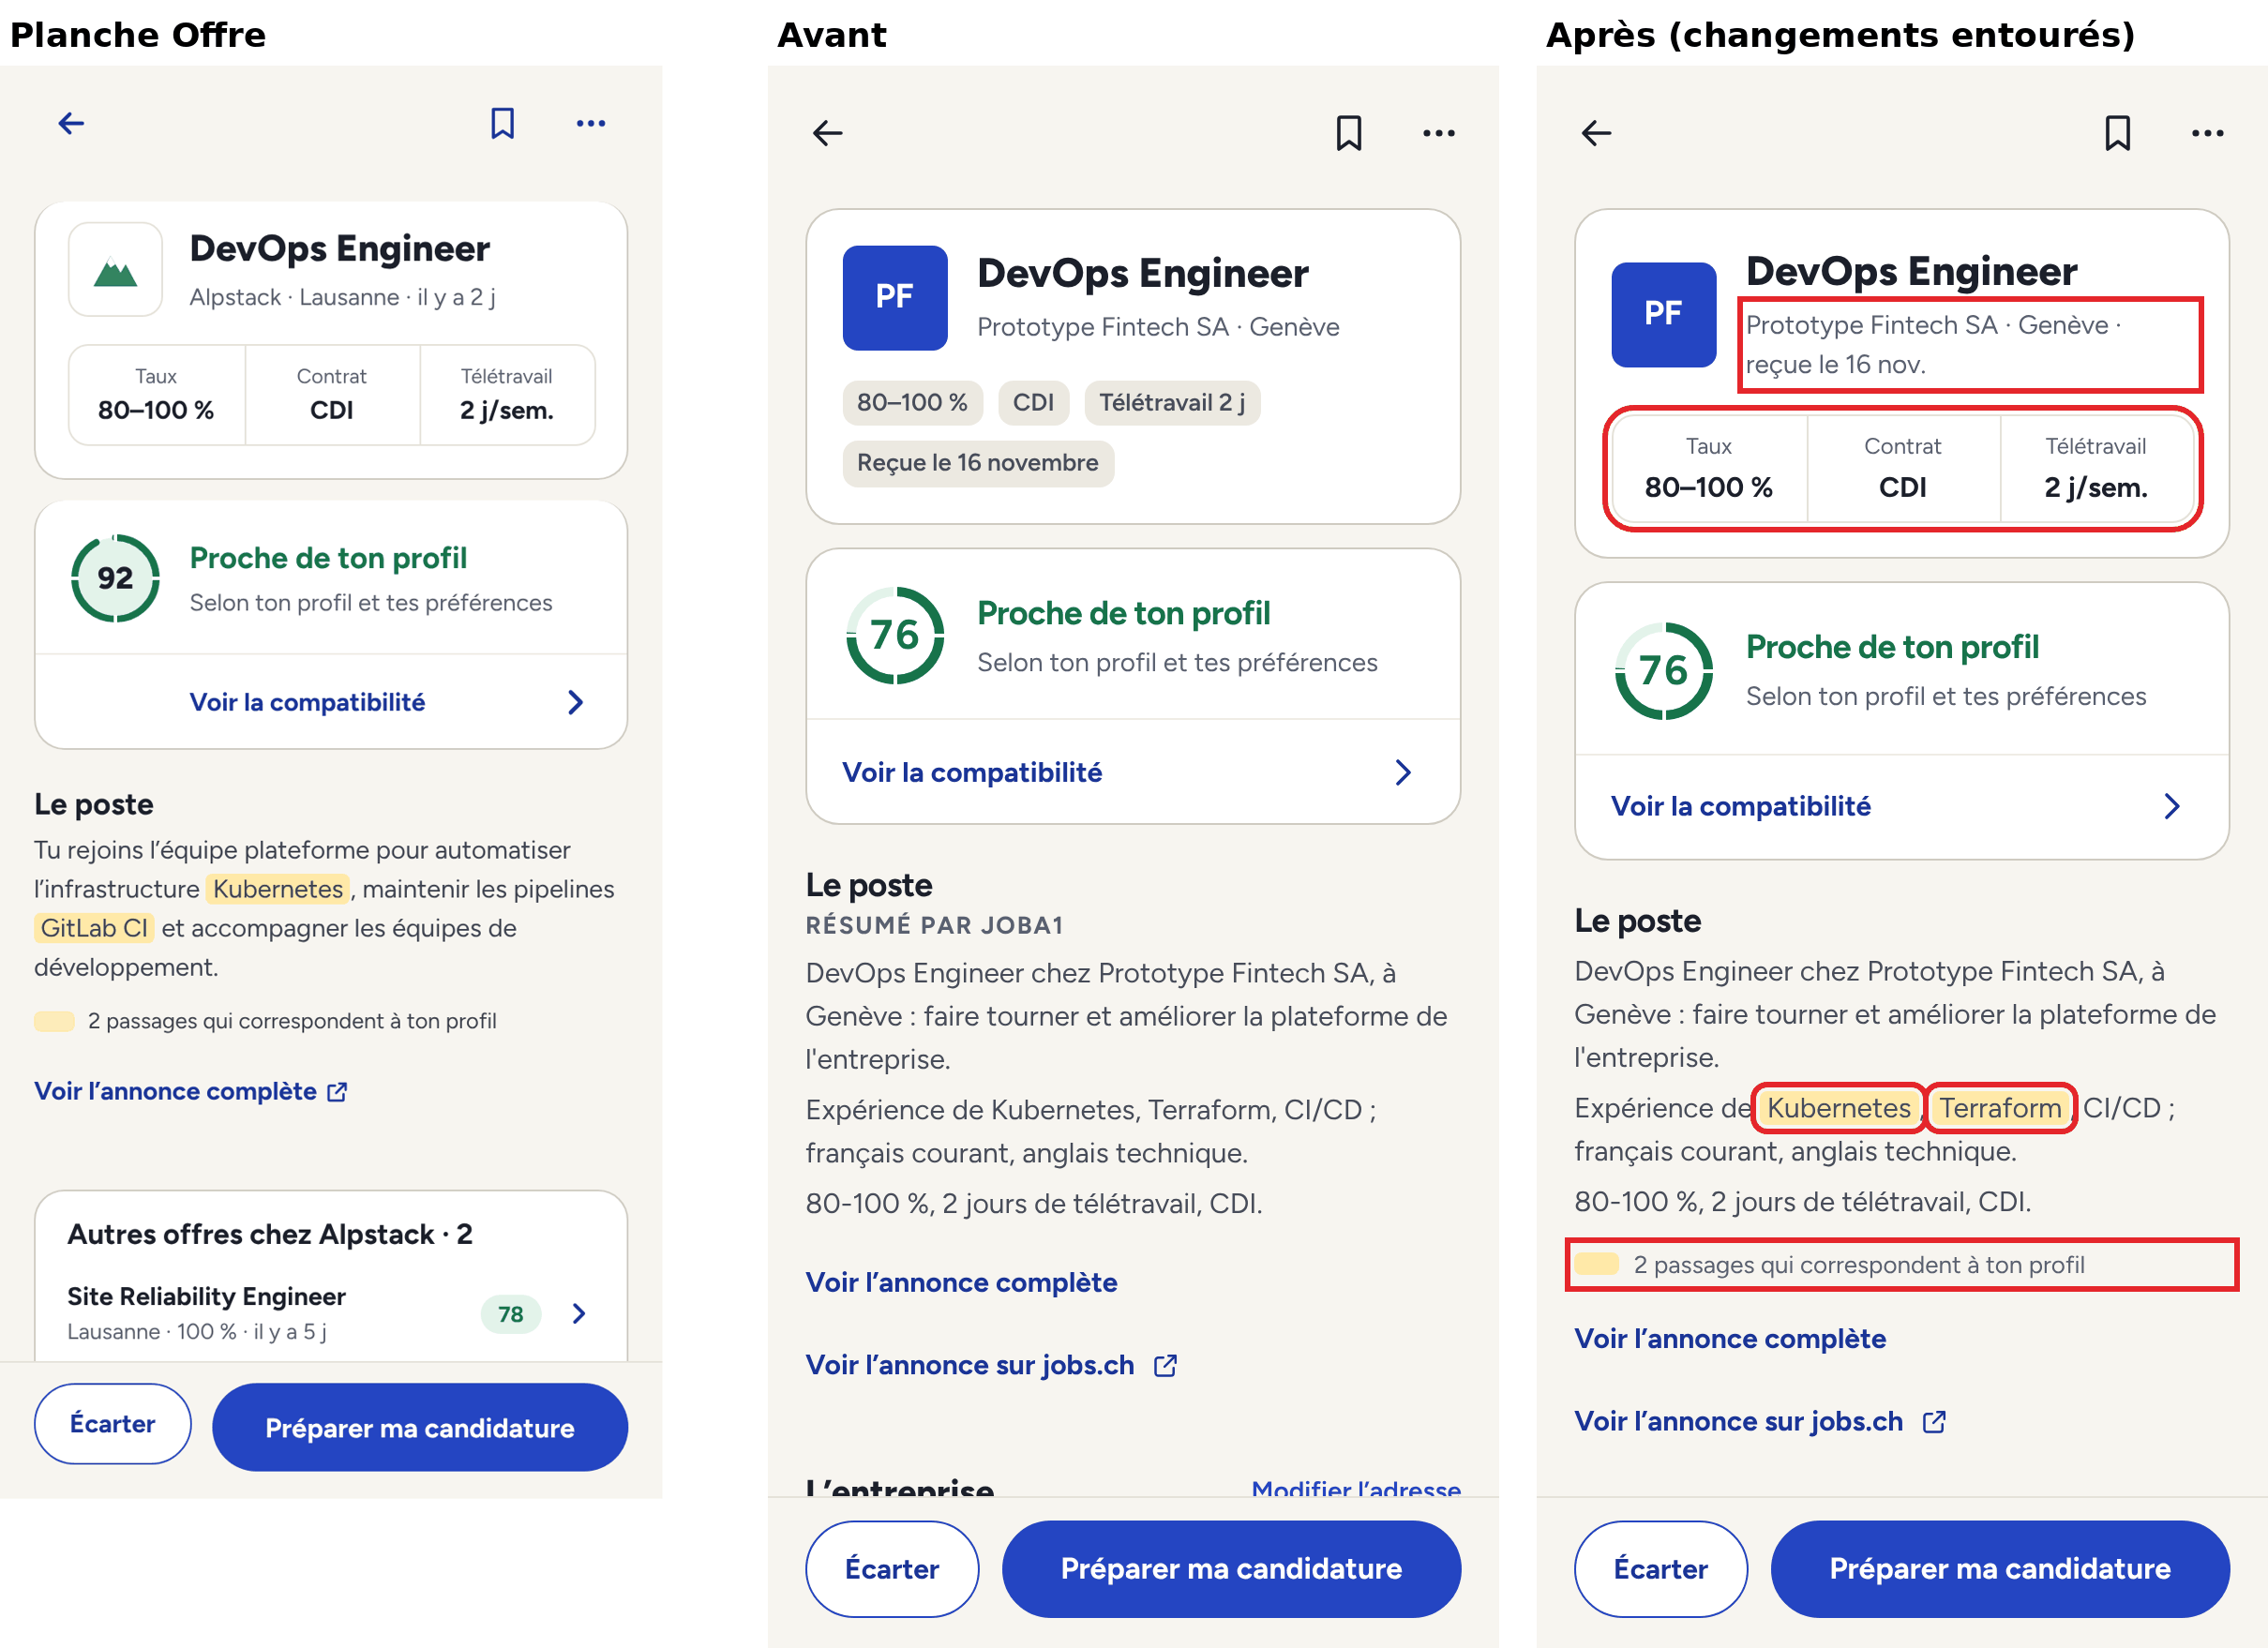 Planche Offre
DevOps Engineer
Alpstack · Lausanne · il y a 2 j
Taux
80–100 %
Contrat
CDI
Télétravail
2 j/sem.
92
Proche de ton profil
Selon ton profil et tes préférences
Voir la compatibilité
Le poste
Tu rejoins l’équipe plateforme pour automatiser
l’infrastructure Kubernetes, maintenir les pipelines
GitLab CI et accompagner les équipes de
développement.
2 passages qui correspondent à ton profil
Voir l’annonce complète
Autres offres chez Alpstack · 2
Site Reliability Engineer
Lausanne · 100 % · il y a 5 j
78
Écarter
Préparer ma candidature
Avant
PF
DevOps Engineer
Prototype Fintech SA · Genève
80–100 %
CDI
Télétravail 2 j
Reçue le 16 novembre
76
Proche de ton profil
Selon ton profil et tes préférences
Voir la compatibilité
Le poste
RÉSUMÉ PAR JOBA1
DevOps Engineer chez Prototype Fintech SA, à
Genève : faire tourner et améliorer la plateforme de
l'entreprise.
Expérience de Kubernetes, Terraform, CI/CD ;
français courant, anglais technique.
80-100 %, 2 jours de télétravail, CDI.
Voir l’annonce complète
Voir l’annonce sur jobs.ch
L’entreprise
Modifier l’adresse
Écarter
Préparer ma candidature
Après (changements entourés)
PF
DevOps Engineer
Prototype Fintech SA · Genève ·
reçue le 16 nov.
Taux
80–100 %
Contrat
CDI
Télétravail
2 j/sem.
76
Proche de ton profil
Selon ton profil et tes préférences
Voir la compatibilité
Le poste
DevOps Engineer chez Prototype Fintech SA, à
Genève : faire tourner et améliorer la plateforme de
l'entreprise.
Expérience de Kubernetes, Terraform, CI/CD ;
français courant, anglais technique.
80-100 %, 2 jours de télétravail, CDI.
2 passages qui correspondent à ton profil
Voir l’annonce complète
Voir l’annonce sur jobs.ch
Écarter
Préparer ma candidature